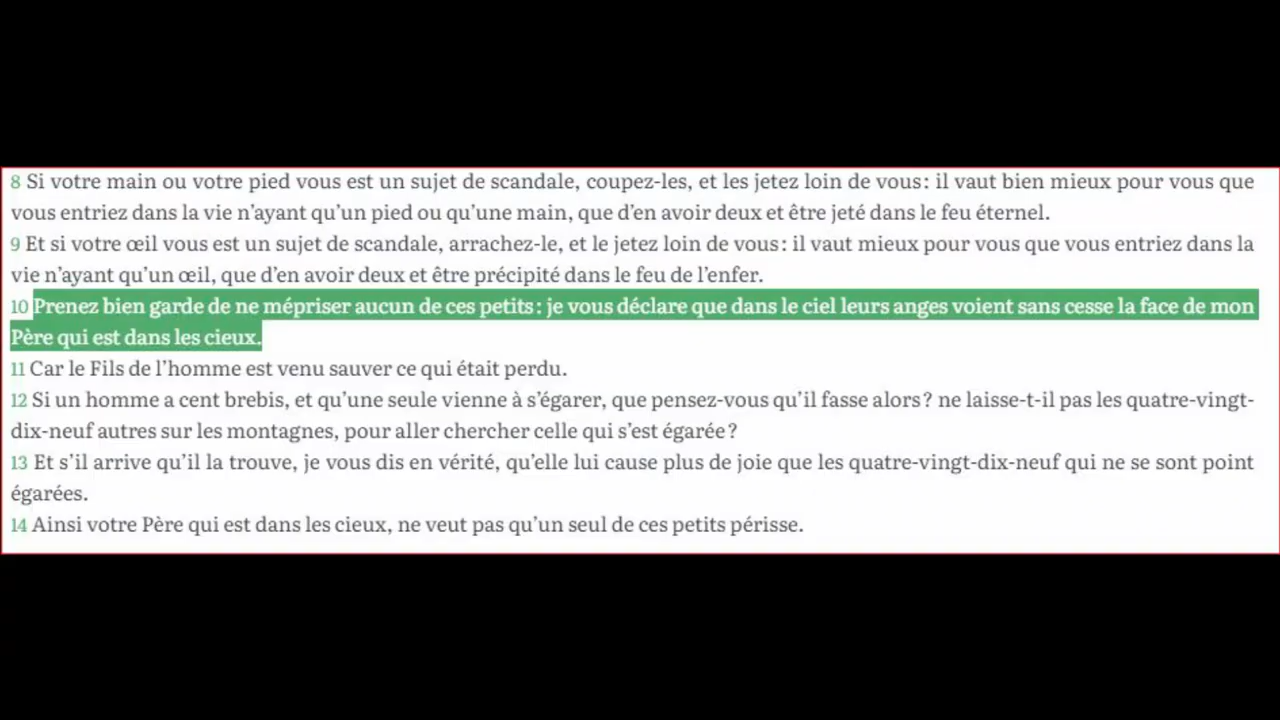 8 Si votre main ou votre pied vous est un sujet de scandale, coupez-les, et les jetez loin de vous : il vaut bien mieux pour vous que
vous entriez dans la vie n’ayant qu’un pied ou qu’une main, que d’en avoir deux et être jeté dans le feu éternel.
9 Et si votre œil vous est un sujet de scandale, arrachez-le, et le jetez loin de vous : il vaut mieux pour vous que vous entriez dans la
vie n’ayant qu’un œil, que d’en avoir deux et être précipité dans le feu de l’enfer.
10 Prenez bien garde de ne mépriser aucun de ces petits : je vous déclare que dans le ciel leurs anges voient sans cesse la face de mon
Père qui est dans les cieux.
11 Car le Fils de l’homme est venu sauver ce qui était perdu.
12 Si un homme a cent brebis, et qu’une seule vienne à s’égarer, que pensez-vous qu’il fasse alors ? ne laisse-t-il pas les quatre-vingt-
dix-neuf autres sur les montagnes, pour aller chercher celle qui s’est égarée ?
13 Et s’il arrive qu’il la trouve, je vous dis en vérité, qu’elle lui cause plus de joie que les quatre-vingt-dix-neuf qui ne se sont point
égarées.
14 Ainsi votre Père qui est dans les cieux, ne veut pas qu’un seul de ces petits périsse.